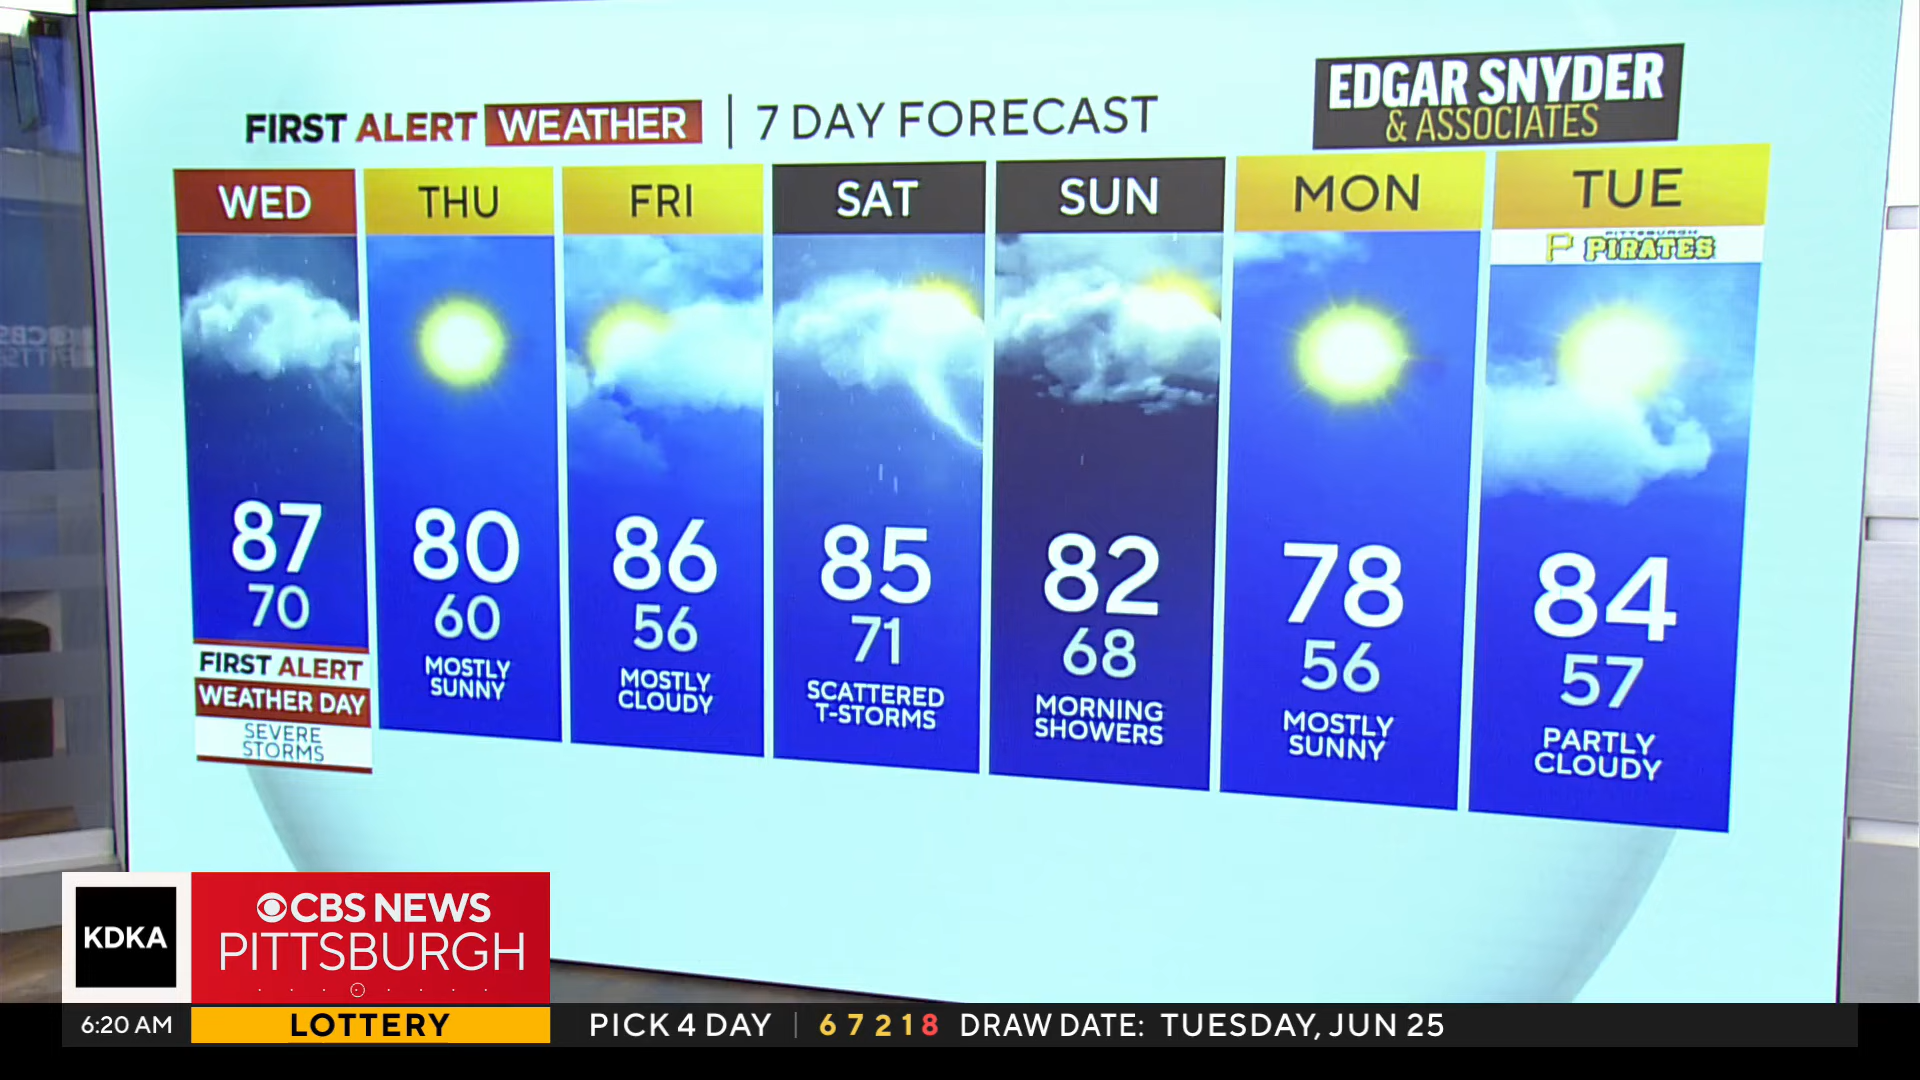 FIRST ALERT WEATHER | 7 DAY FORECAST
EDGAR SNYDER
& ASSOCIATES
WED
87
70
FIRST ALERT
WEATHER DAY
SEVERE
STORMS
THU
80
60
MOSTLY
SUNNY
FRI
86
56
MOSTLY
CLOUDY
SAT
85
71
SCATTERED
T-STORMS
SUN
82
68
MORNING
SHOWERS
MON
78
56
MOSTLY
SUNNY
TUE
PITTSBURGH
P PIRATES
84
57
PARTLY
CLOUDY
KDKA
CBS NEWS
PITTSBURGH
6:20 AM
LOTTERY
PICK 4 DAY | 6 7 2 1 8 DRAW DATE: TUESDAY, JUN 25